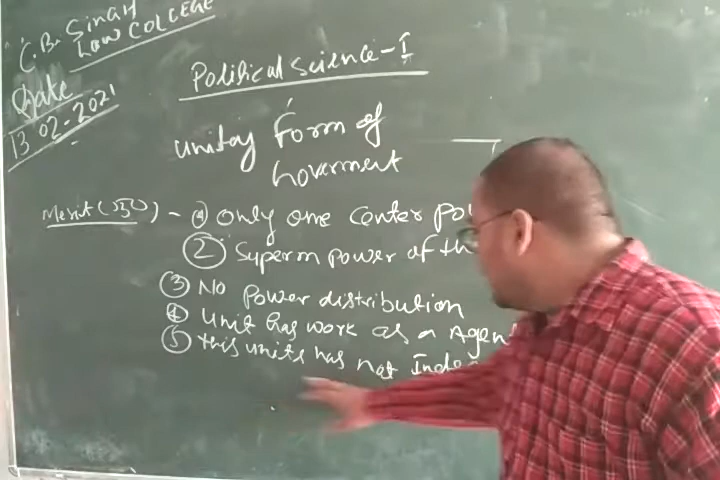 C.B. Singh
Law COLLEGE
Date
13-02-2021
Political Science-I
unitay Form of
Goverment
Merit (गुण) - ① only one center po
② Superm power of th
③ No Power distribution
④ Unit has work as a Agent
⑤ This units has not Inde